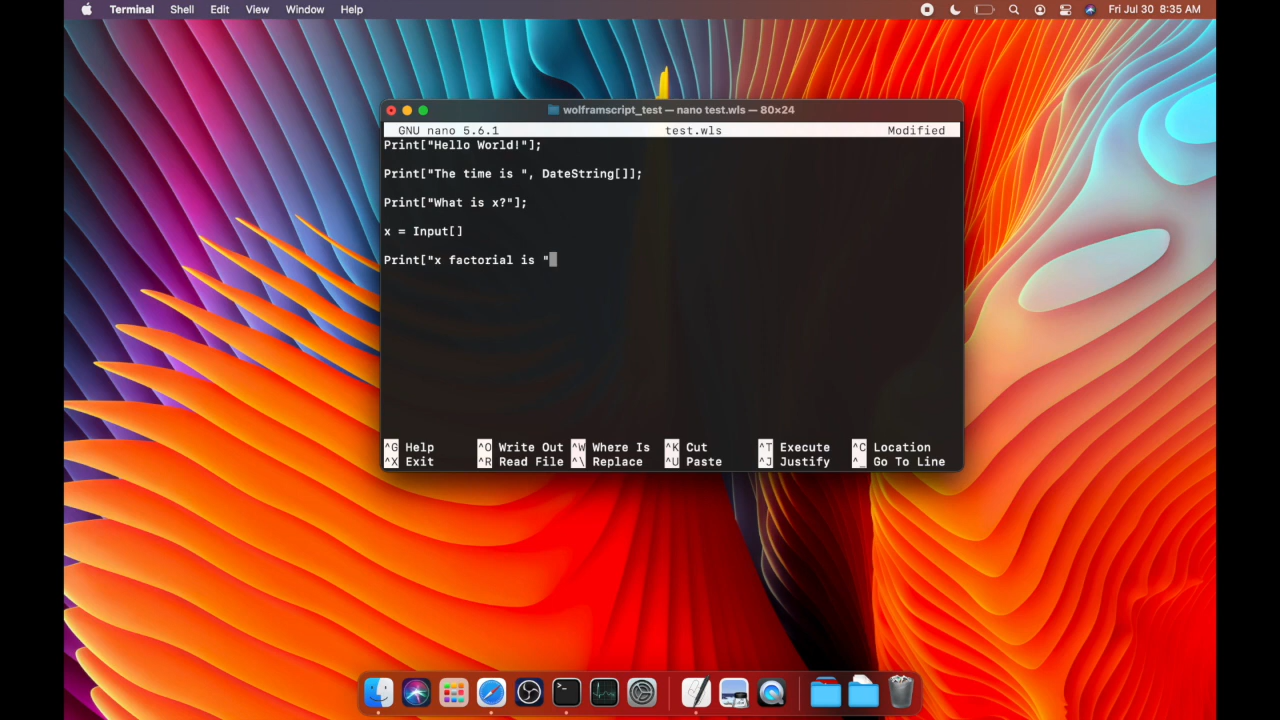 Terminal Shell Edit View Window Help Fri Jul 30 8:35 AM
wolframscript_test — nano test.wls — 80×24
GNU nano 5.6.1 test.wls Modified
Print["Hello World!"];
Print["The time is ", DateString[]];
Print["What is x?"];
x = Input[]
Print["x factorial is "
^G Help ^O Write Out ^W Where Is ^K Cut ^T Execute ^C Location
^X Exit ^R Read File ^\ Replace ^U Paste ^J Justify ^_ Go To Line